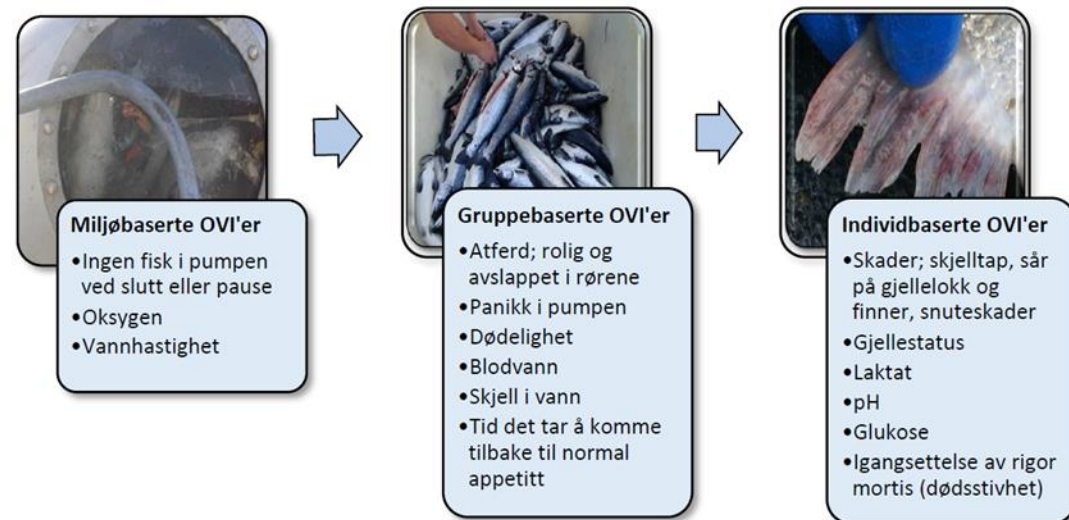 Miljøbaserte OVI'er
•Ingen fisk i pumpen
ved slutt eller pause
•Oksygen
•Vannhastighet
Gruppebaserte OVI'er
•Atferd; rolig og
avslappet i rørene
•Panikk i pumpen
•Dødelighet
•Blodvann
•Skjell i vann
•Tid det tar å komme
tilbake til normal
appetitt
Individbaserte OVI'er
•Skader; skjelltap, sår
på gjellelokk og
finner, snuteskader
•Gjellestatus
•Laktat
•pH
•Glukose
•Igangsettelse av rigor
mortis (dødsstivhet)